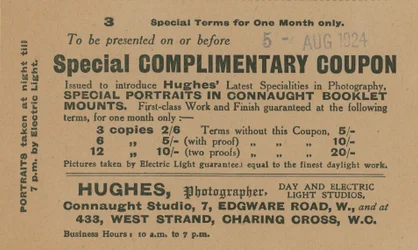 3 Special Terms for One Month only.
To be presented on or before 5 - AUG 1924
Special COMPLIMENTARY COUPON
Issued to introduce Hughes' Latest Specialities in Photography,
SPECIAL PORTRAITS IN CONNAUGHT BOOKLET
MOUNTS. First-class Work and Finish guaranteed at the following
terms, for one month only :—
3 copies 2/6 Terms without this Coupon, 5/-
6 „ 5/- (with proof) „ „ „ 10/-
12 „ 10/- (two proofs) „ „ „ 20/-
Pictures taken by Electric Light guaranteed equal to the finest daylight work.
HUGHES, Photographer, DAY AND ELECTRIC
LIGHT STUDIOS,
Connaught Studio, 7, EDGWARE ROAD, W., and at
433, WEST STRAND, CHARING CROSS, W.C.
Business Hours : 10 a.m. to 7 p.m.
PORTRAITS taken at night till
7 p.m. by Electric Light.